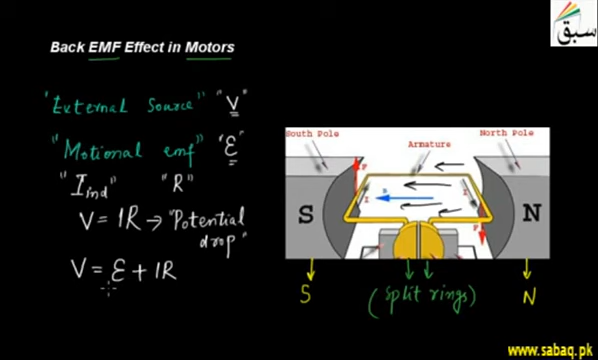 Back EMF Effect in Motors
سبق
"External Source" "V"
"Motional emf" "ε"
"I ind" "R"
V = IR → "Potential drop"
V = ε + IR
South Pole
Armature
North Pole
F
B
I
I
F
S
N
S
(Split rings)
N
www.sabaq.pk